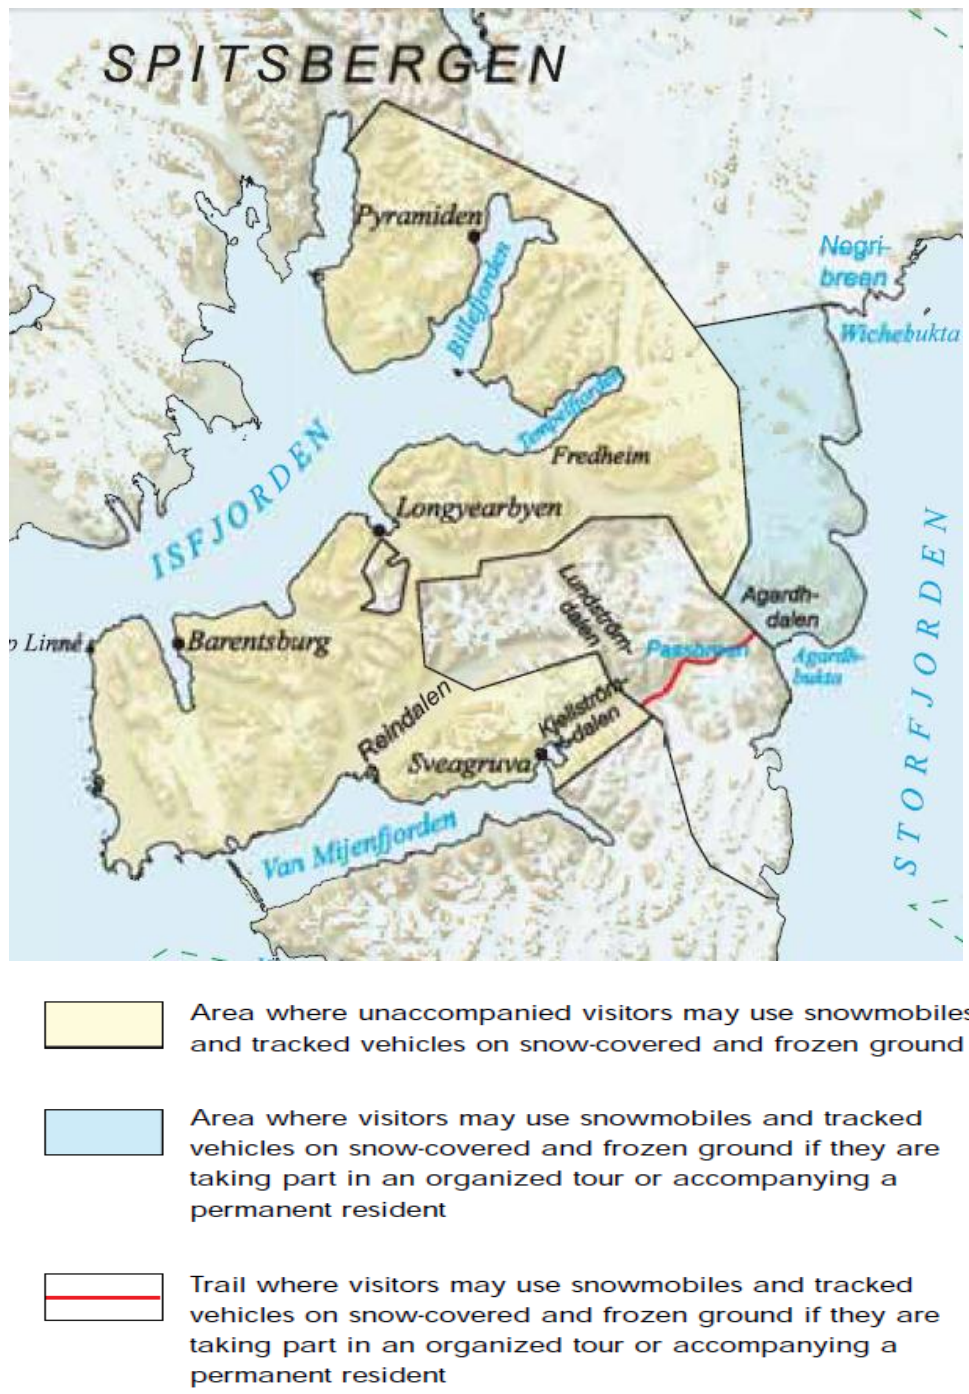 SPITSBERGEN
Pyramiden
Negri-
breen
Billefjorden
Wichebukta
Tempelfjorden
Fredheim
ISFJORDEN
Longyearbyen
STORFJORDEN
Lundström-
dalen
Agardh-
dalen
p Linné
Barentsburg
Passbreen
Agardh-
bukta
Reindalen
Kjellström-
dalen
Sveagruva
Van Mijenfjorden
Area where unaccompanied visitors may use snowmobiles
and tracked vehicles on snow-covered and frozen ground
Area where visitors may use snowmobiles and tracked
vehicles on snow-covered and frozen ground if they are
taking part in an organized tour or accompanying a
permanent resident
Trail where visitors may use snowmobiles and tracked
vehicles on snow-covered and frozen ground if they are
taking part in an organized tour or accompanying a
permanent resident